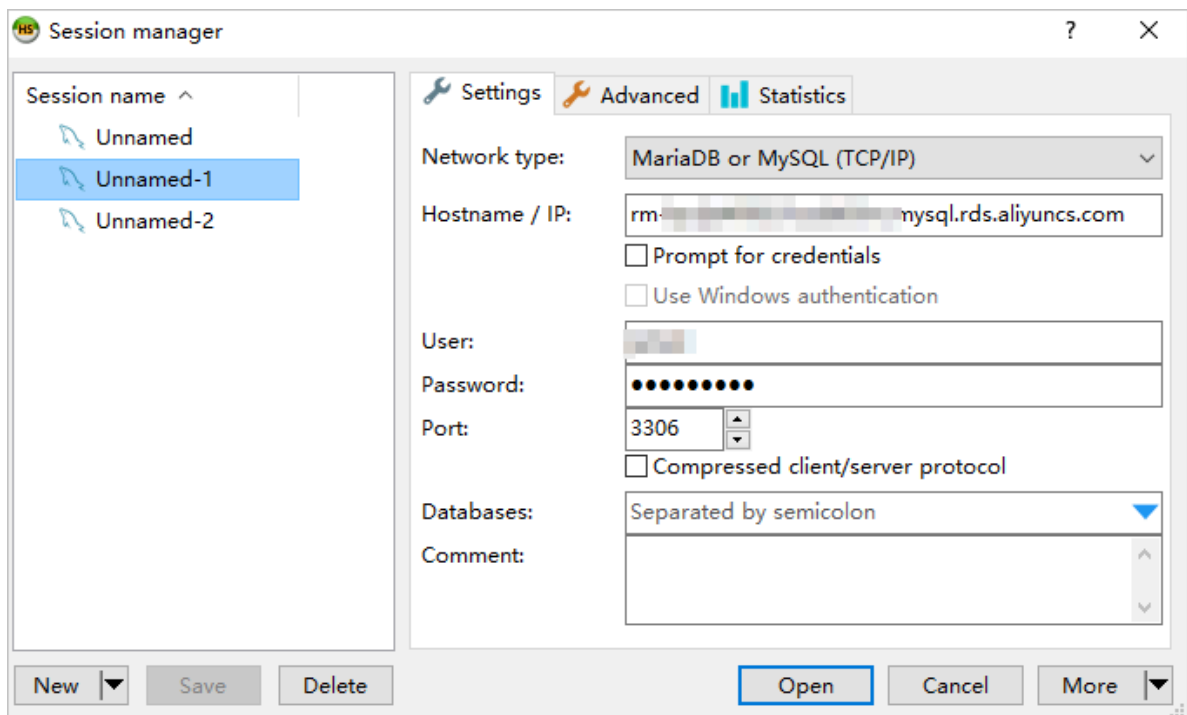 HS Session manager ?
Session name
Unnamed
Unnamed-1
Unnamed-2
Settings Advanced Statistics
Network type: MariaDB or MySQL (TCP/IP)
Hostname / IP: rm- mysql.rds.aliyuncs.com
Prompt for credentials
Use Windows authentication
User:
Password: ●●●●●●●●●
Port: 3306
Compressed client/server protocol
Databases: Separated by semicolon
Comment:
New Save Delete Open Cancel More